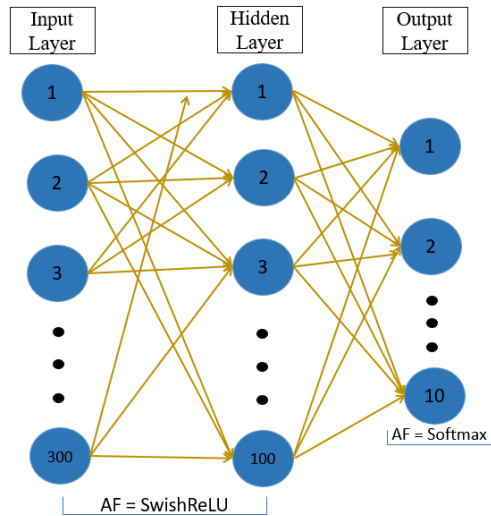 Input
Layer
Hidden
Layer
Output
Layer
1
2
3
300
1
2
3
100
1
2
10
AF = Softmax
AF = SwishReLU